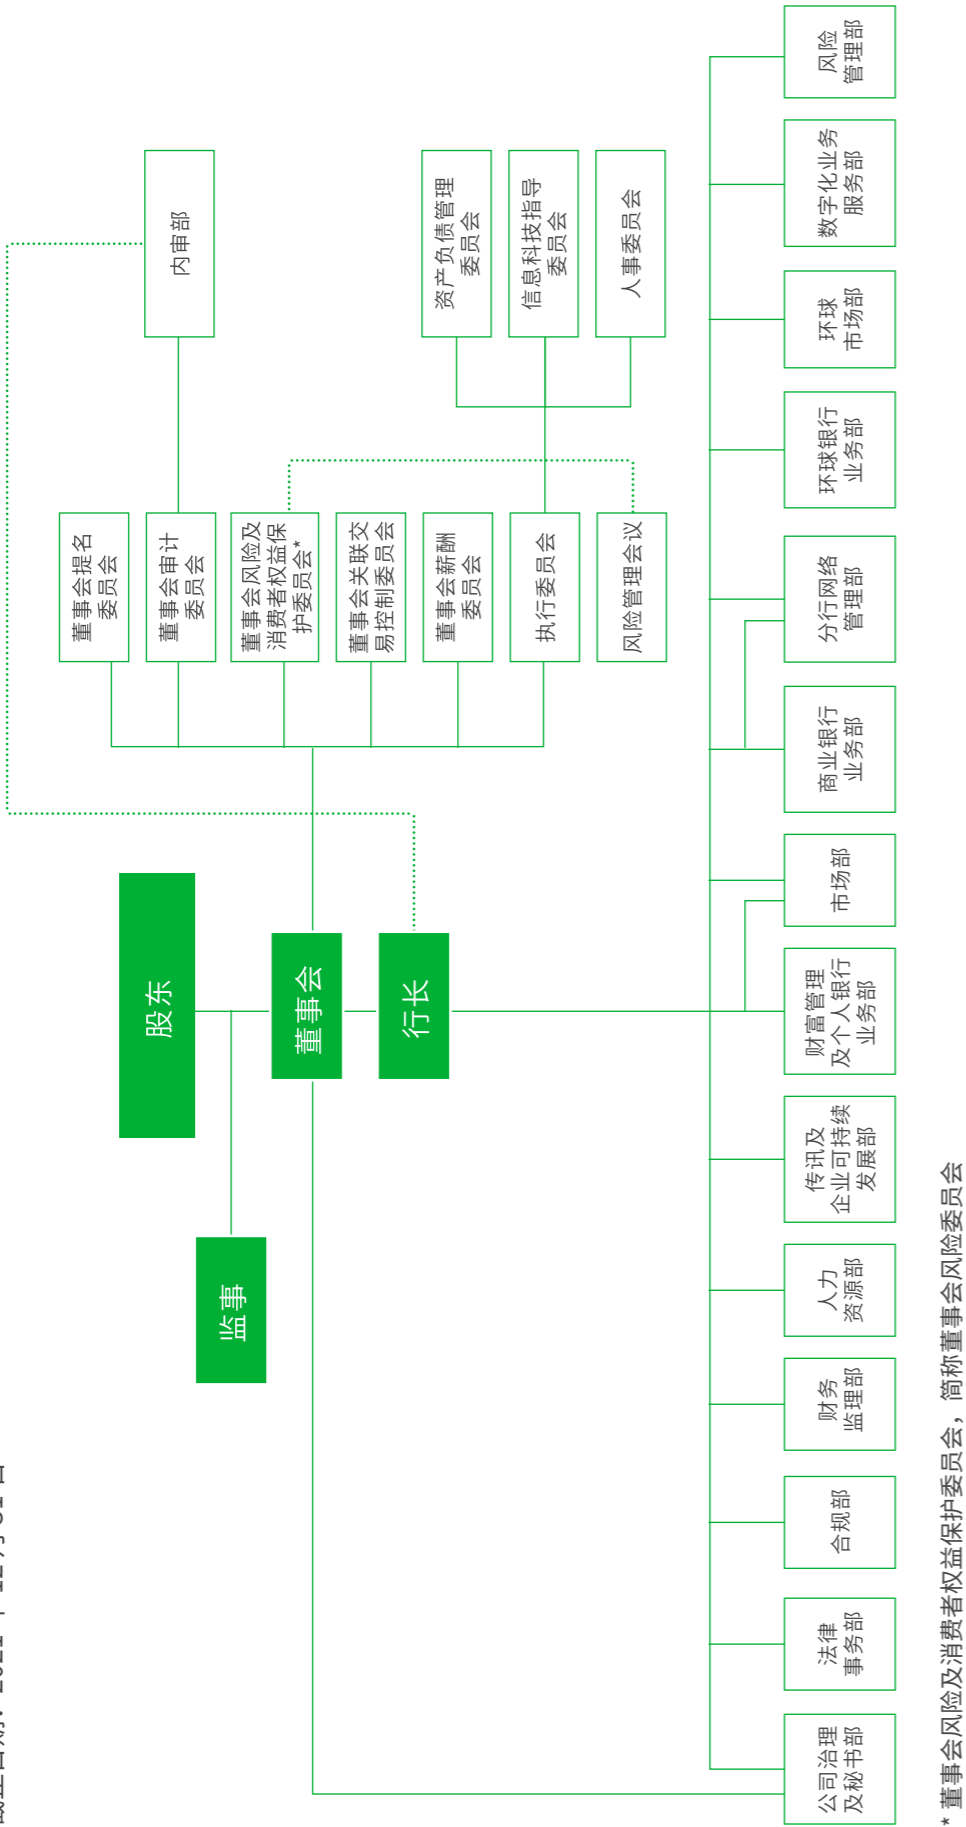 日期：2021 年 12 月 31 日
股东
监事
董事会
行长
董事会提名
委员会
董事会审计
委员会
董事会风险及
消费者权益保
护委员会*
董事会关联交
易控制委员会
董事会薪酬
委员会
执行委员会
风险管理会议
内审部
资产负债管理
委员会
信息科技指导
委员会
人事委员会
公司治理
及秘书部
法律
事务部
合规部
财务
监理部
人力
资源部
传讯及
企业可持续
发展部
财富管理
及个人银行
业务部
市场部
商业银行
业务部
分行网络
管理部
环球银行
业务部
环球
市场部
数字化业务
服务部
风险
管理部
* 董事会风险及消费者权益保护委员会，简称董事会风险委员会